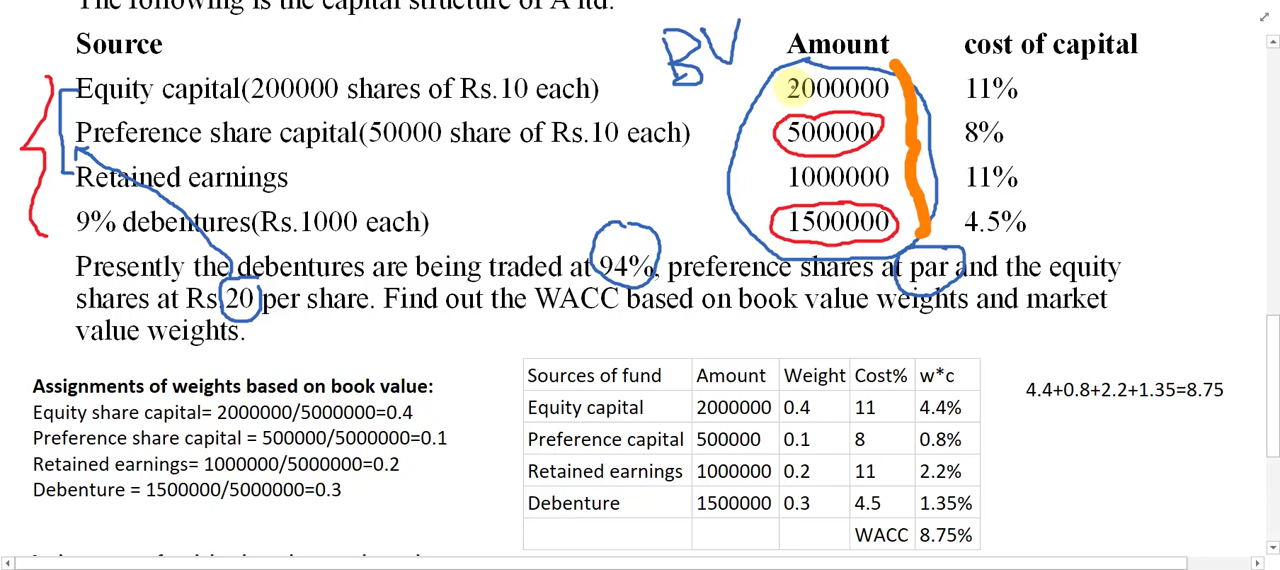 The following is the capital structure of A ltd.
BV
Source Amount cost of capital
Equity capital(200000 shares of Rs.10 each) 2000000 11%
Preference share capital(50000 share of Rs.10 each) 500000 8%
Retained earnings 1000000 11%
9% debentures(Rs.1000 each) 1500000 4.5%
Presently the debentures are being traded at 94%, preference shares at par and the equity
shares at Rs 20 per share. Find out the WACC based on book value weights and market
value weights.
Assignments of weights based on book value:
Equity share capital= 2000000/5000000=0.4
Preference share capital = 500000/5000000=0.1
Retained earnings= 1000000/5000000=0.2
Debenture = 1500000/5000000=0.3
Sources of fund Amount Weight Cost% w*c
Equity capital 2000000 0.4 11 4.4%
Preference capital 500000 0.1 8 0.8%
Retained earnings 1000000 0.2 11 2.2%
Debenture 1500000 0.3 4.5 1.35%
WACC 8.75%
4.4+0.8+2.2+1.35=8.75